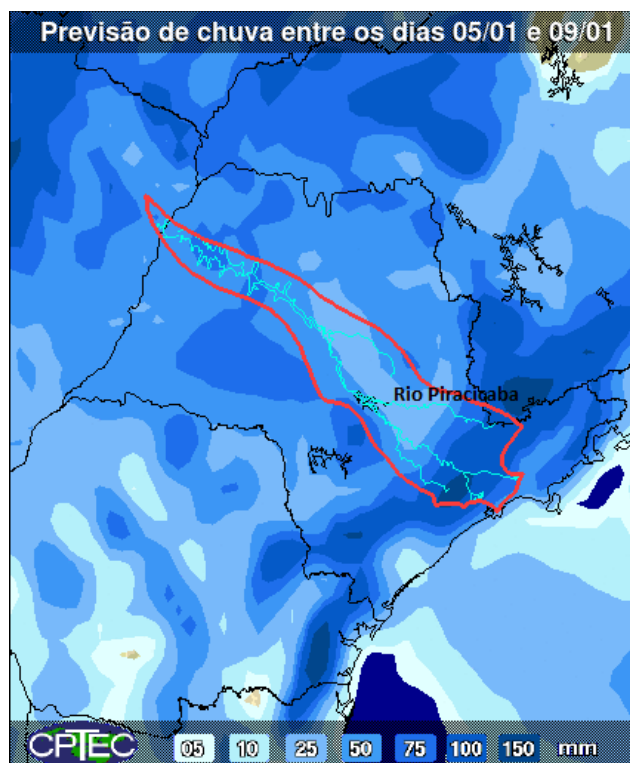 Previsão de chuva entre os dias 05/01 e 09/01
Rio Piracicaba
CPTEC 05 10 25 50 75 100 150 mm